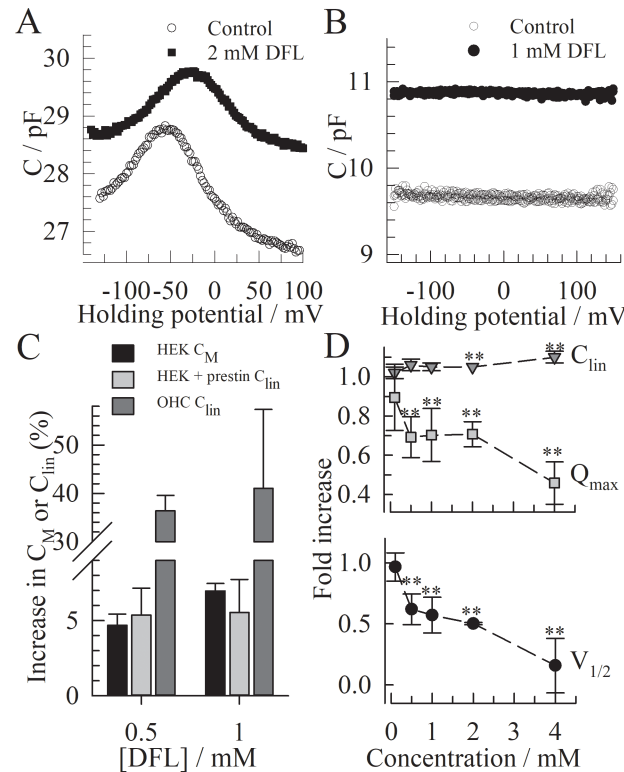 A
Control
2 mM DFL
30
29
28
27
C / pF
-100
-50
0
50
100
Holding potential / mV
B
Control
1 mM DFL
11
10
9
C / pF
-100
0
100
Holding potential / mV
C
HEK C_M
HEK + prestin C_lin
OHC C_lin
50
40
30
5
0
Increase in C_M or C_lin (%)
0.5
1
[DFL] / mM
D
**
**
C_lin
1.0
0.8
0.6
0.4
**
**
**
**
Q_max
Fold increase
1.0
0.5
0.0
**
**
**
**
V_1/2
0
1
2
3
4
Concentration / mM